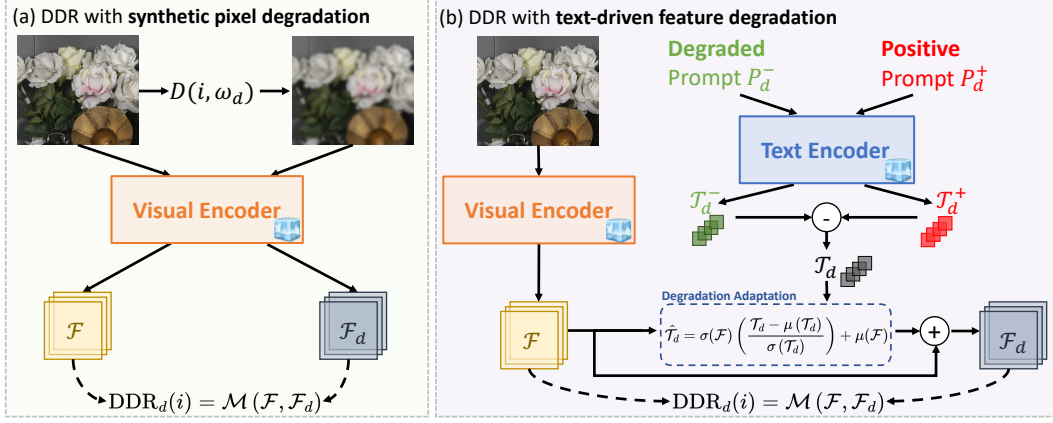 (a) DDR with synthetic pixel degradation
D(i, ω_d)
Visual Encoder
ℱ
ℱ_d
DDR_d(i) = ℳ (ℱ, ℱ_d)
(b) DDR with text-driven feature degradation
Degraded
Prompt P_d^-
Positive
Prompt P_d^+
Text Encoder
Visual Encoder
𝒯_d^-
𝒯_d^+
-
𝒯_d
Degradation Adaptation
ℱ
𝒯̂_d = σ(ℱ) ( (𝒯_d − μ (𝒯_d)) / σ (𝒯_d) ) + μ(ℱ)
+
ℱ_d
DDR_d(i) = ℳ (ℱ, ℱ_d)